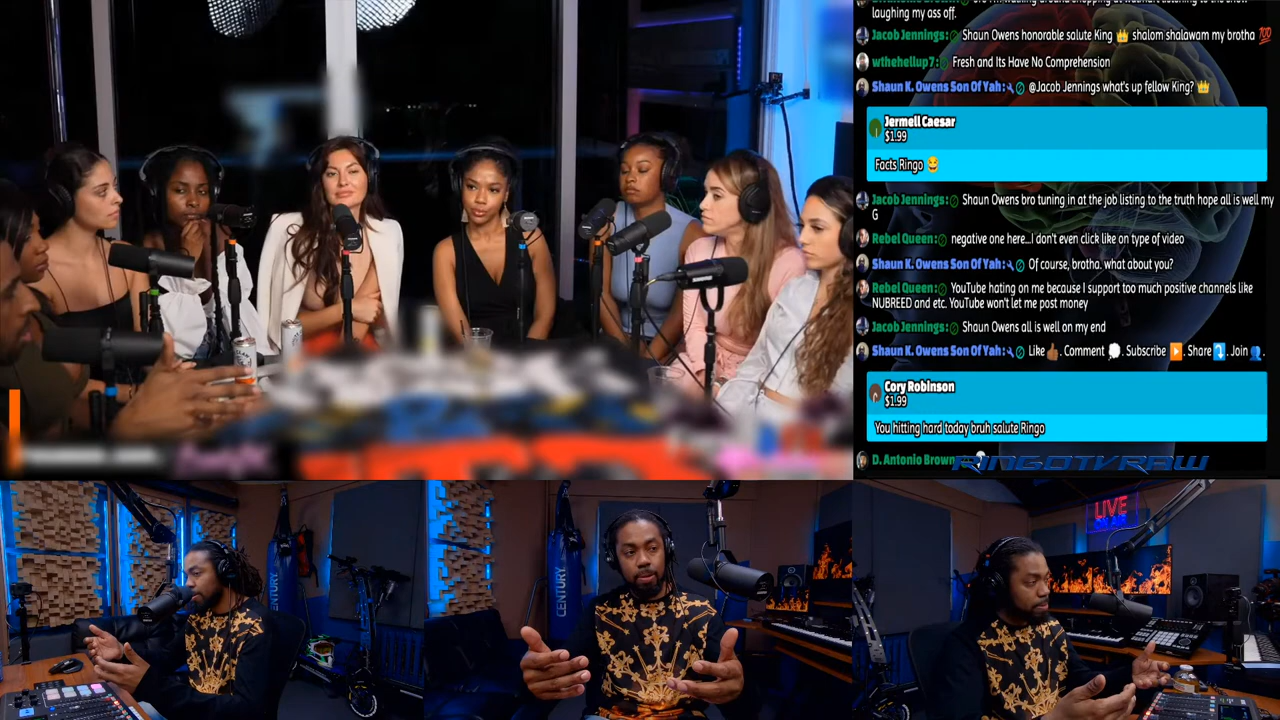 laughing my ass off.
Jacob Jennings: Shaun Owens honorable salute King 👑 shalom shalawam my brotha 💯
wthehellup7: Fresh and Its Have No Comprehension
Shaun K. Owens Son Of Yah: @Jacob Jennings what's up fellow King? 👑
Jermell Caesar
$1.99
Facts Ringo 😂
Jacob Jennings: Shaun Owens bro tuning in at the job listing to the truth hope all is well my
G
Rebel Queen: negative one here...I don't even click like on type of video
Shaun K. Owens Son Of Yah: Of course, brotha. what about you?
Rebel Queen: YouTube hating on me because I support too much positive channels like
NUBREED and etc. YouTube won't let me post money
Jacob Jennings: Shaun Owens all is well on my end
Shaun K. Owens Son Of Yah: Like 👍🏾. Comment 💭. Subscribe ▶️. Share ⤵️. Join 👥.
Cory Robinson
$1.99
You hitting hard today bruh salute Ringo
D. Antonio Brown
RINGOTVRAW
LIVE
ON AIR
CENTURY
CENTURY